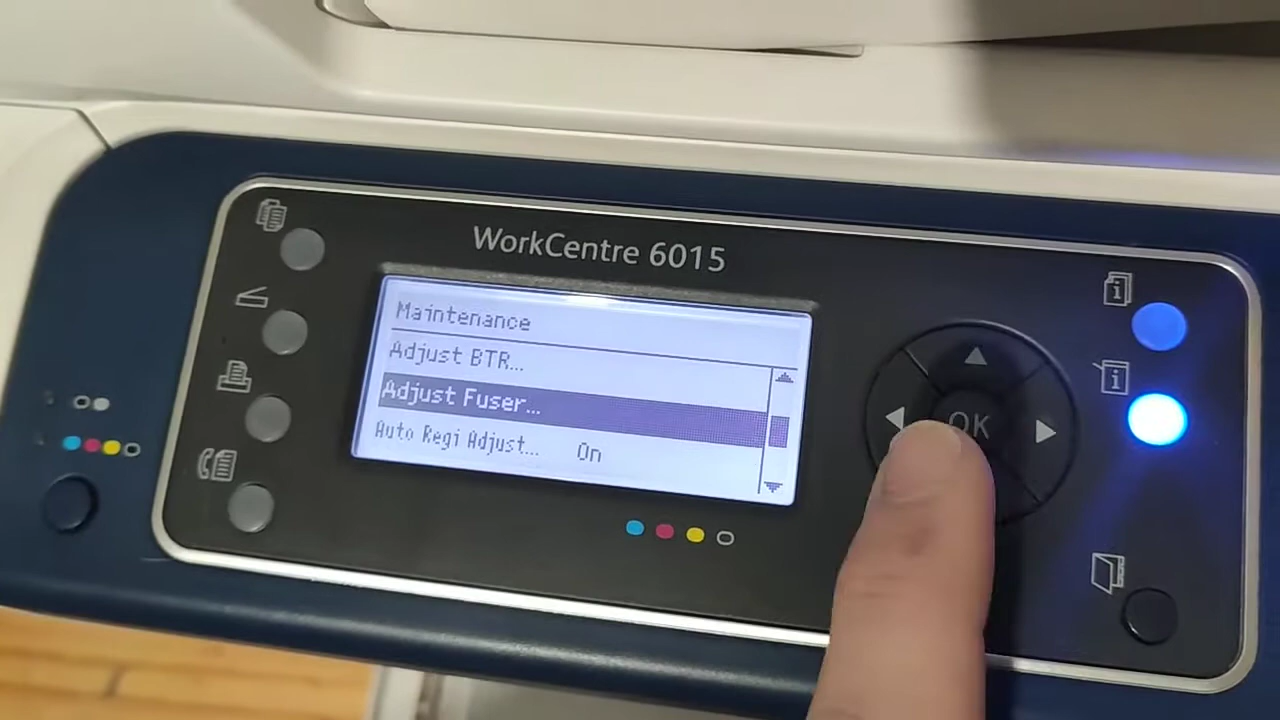 WorkCentre 6015
Maintenance
Adjust BTR...
Adjust Fuser...
Auto Regi Adjust... On
OK